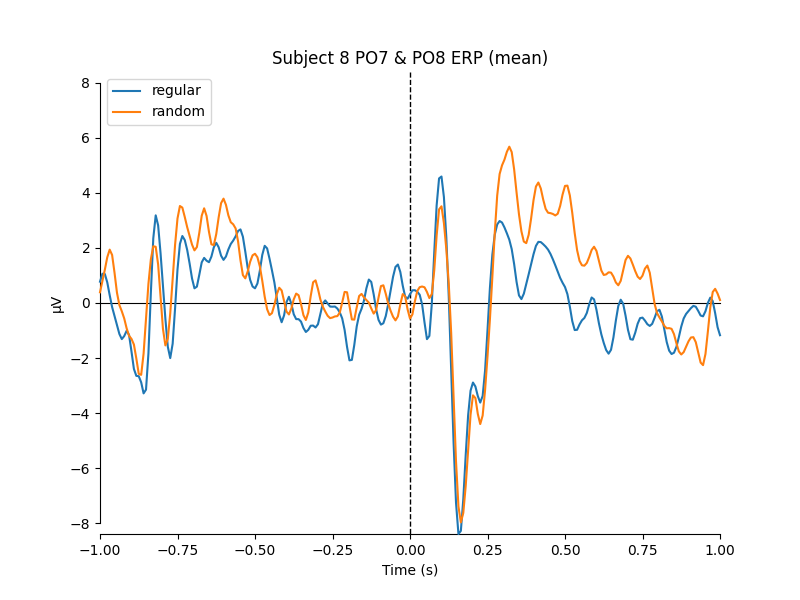 Subject 8 PO7 & PO8 ERP (mean)
regular
random
8
6
4
2
0
−2
−4
−6
−8
µV
−1.00 −0.75 −0.50 −0.25 0.00 0.25 0.50 0.75 1.00
Time (s)